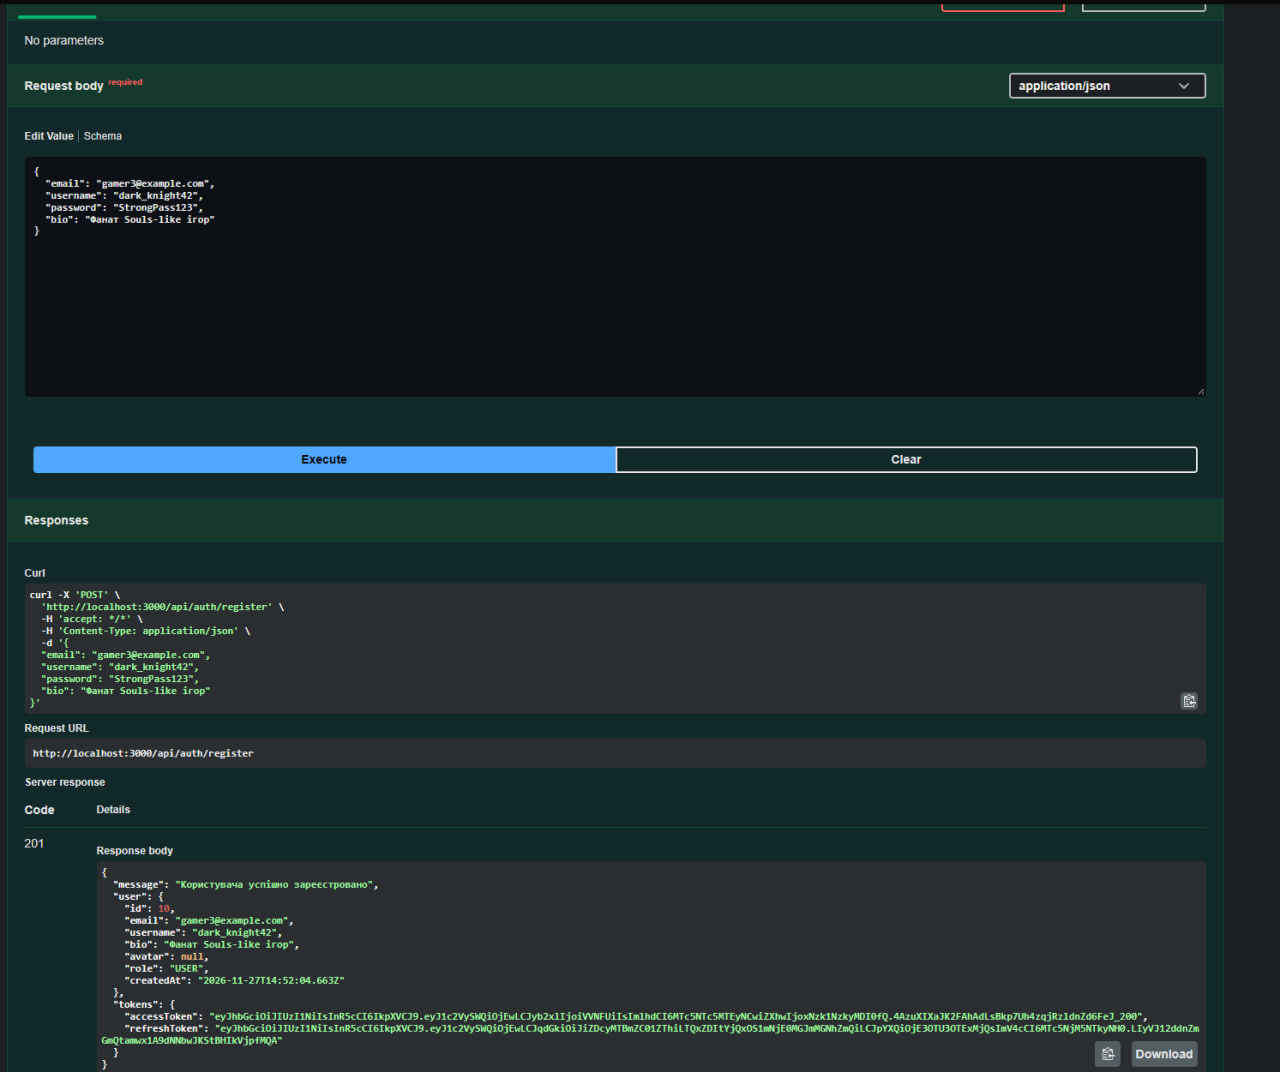 No parameters
Request body required
application/json
Edit Value | Schema
{
"email": "gamer3@example.com",
"username": "dark_knight42",
"password": "StrongPass123",
"bio": "Фанат Souls-like ігор"
}
Execute
Clear
Responses
Curl
curl -X 'POST' \
'http://localhost:3000/api/auth/register' \
-H 'accept: */*' \
-H 'Content-Type: application/json' \
-d '{
"email": "gamer3@example.com",
"username": "dark_knight42",
"password": "StrongPass123",
"bio": "Фанат Souls-like ігор"
}'
Request URL
http://localhost:3000/api/auth/register
Server response
Code Details
201
Response body
{
"message": "Користувача успішно зареєстровано",
"user": {
"id": 10,
"email": "gamer3@example.com",
"username": "dark_knight42",
"bio": "Фанат Souls-like ігор",
"avatar": null,
"role": "USER",
"createdAt": "2026-11-27T14:52:04.663Z"
},
"tokens": {
"accessToken":
"refreshToken":
}
}
Download